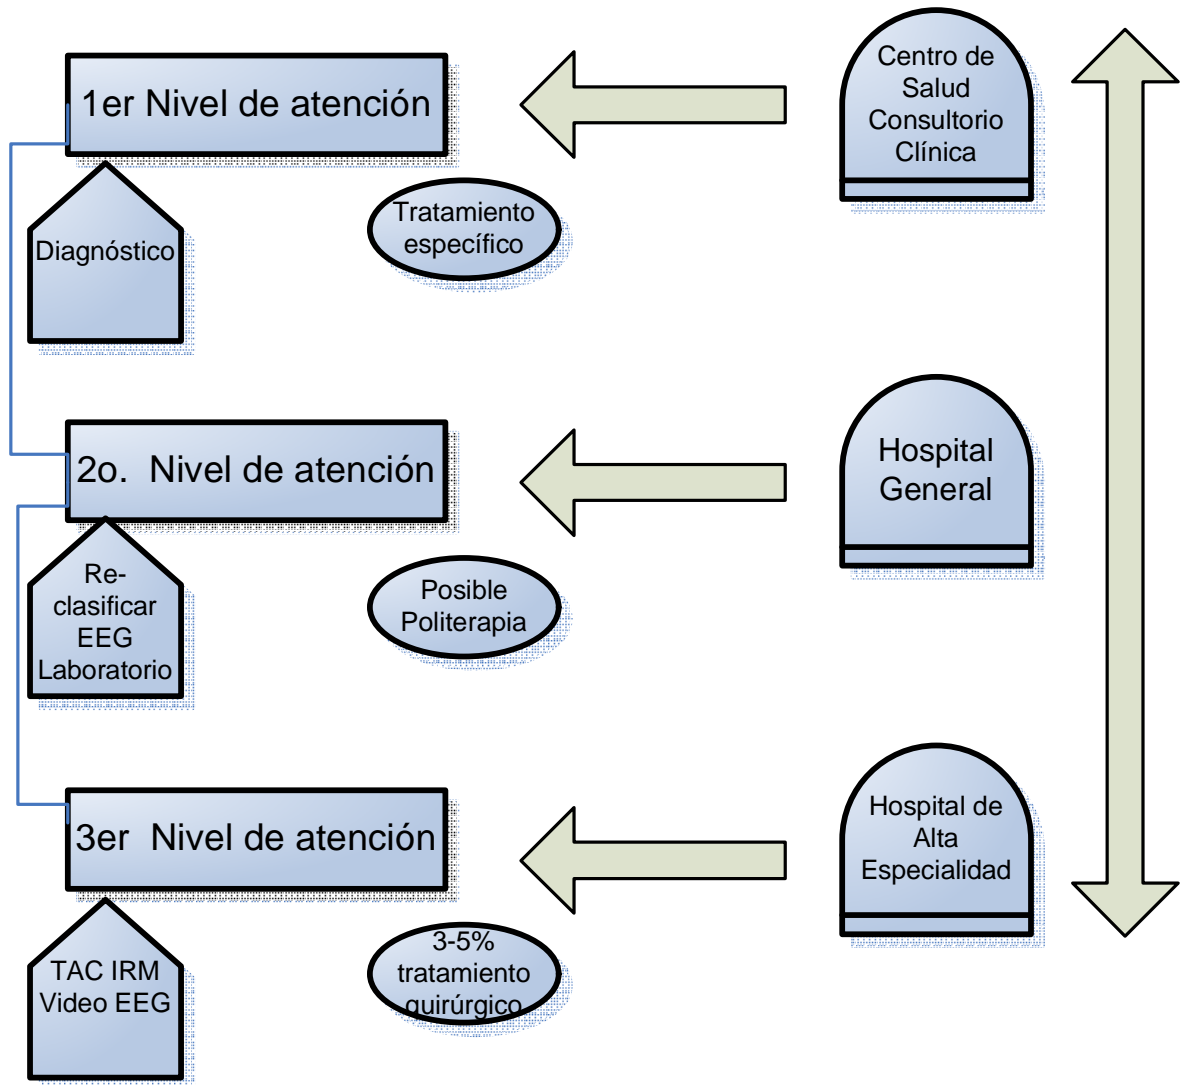 1er Nivel de atención
Centro de
Salud
Consultorio
Clínica
Diagnóstico
Tratamiento
específico
2o.  Nivel de atención
Hospital
General
Re-
clasificar
EEG
Laboratorio
Posible
Politerapia
3er  Nivel de atención
Hospital de
Alta
Especialidad
TAC IRM
Video EEG
3-5%
tratamiento
quirúrgico